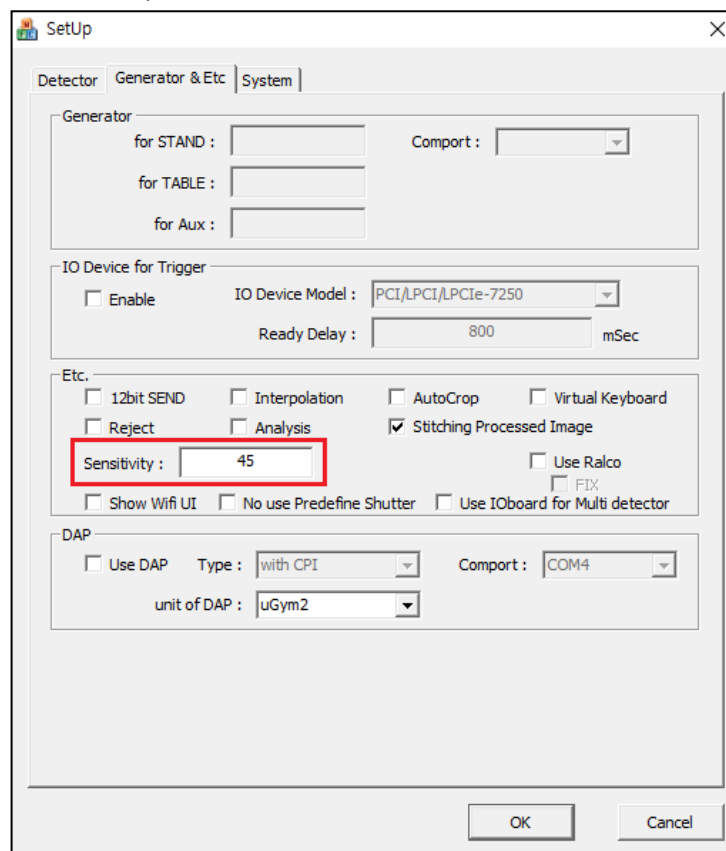 SetUp
Detector Generator & Etc System
Generator
for STAND : Comport :
for TABLE :
for Aux :
IO Device for Trigger
Enable IO Device Model : PCI/LPCI/LPCIe-7250
Ready Delay : 800 mSec
Etc.
12bit SEND Interpolation AutoCrop Virtual Keyboard
Reject Analysis Stitching Processed Image
Sensitivity : 45 Use Ralco
FIX
Show Wifi UI No use Predefine Shutter Use IOboard for Multi detector
DAP
Use DAP Type : with CPI Comport : COM4
unit of DAP : uGym2
OK Cancel